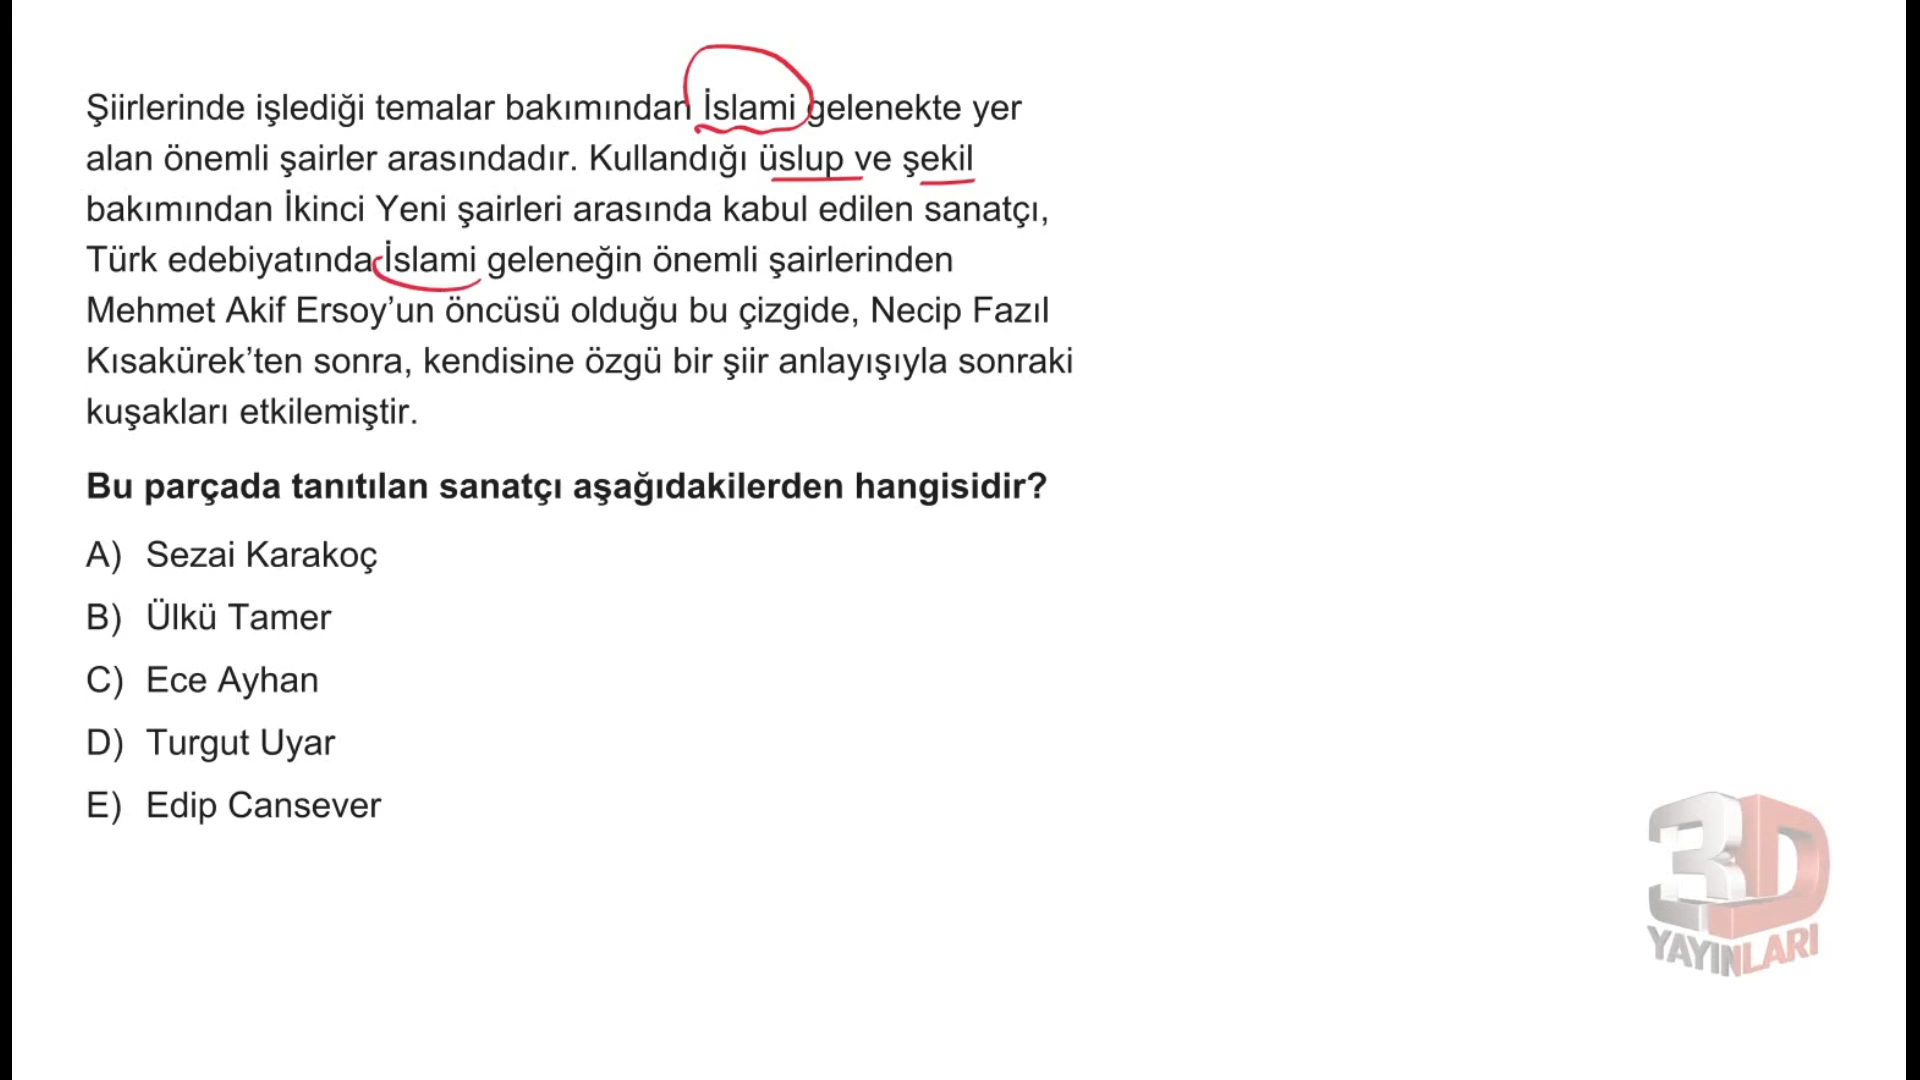 Şiirlerinde işlediği temalar bakımından İslami gelenekte yer
alan önemli şairler arasındadır. Kullandığı üslup ve şekil
bakımından İkinci Yeni şairleri arasında kabul edilen sanatçı,
Türk edebiyatında İslami geleneğin önemli şairlerinden
Mehmet Akif Ersoy’un öncüsü olduğu bu çizgide, Necip Fazıl
Kısakürek’ten sonra, kendisine özgü bir şiir anlayışıyla sonraki
kuşakları etkilemiştir.
Bu parçada tanıtılan sanatçı aşağıdakilerden hangisidir?
A) Sezai Karakoç
B) Ülkü Tamer
C) Ece Ayhan
D) Turgut Uyar
E) Edip Cansever
3D
YAYINLARI